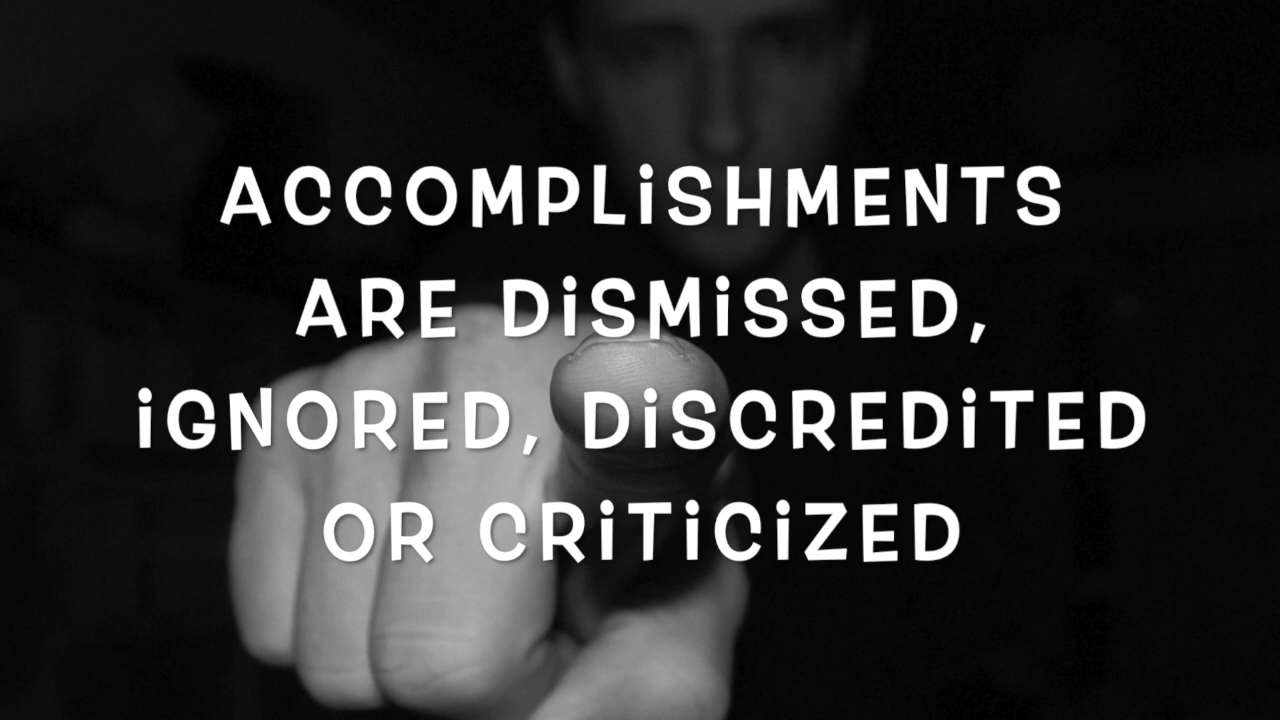 ACCOMPLiSHMENTS
ARE DiSMiSSED,
iGNORED, DiSCREDiTED
OR CRiTiCiZED